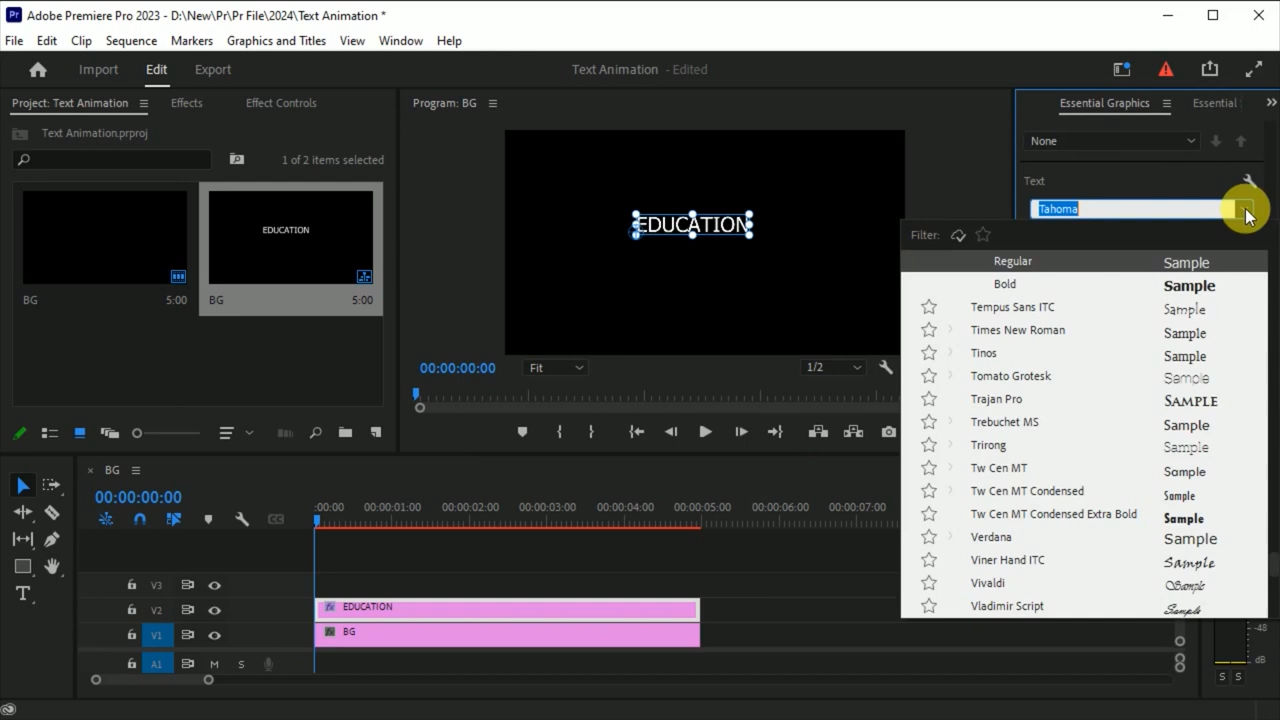 Pr Adobe Premiere Pro 2023 - D:\New\Pr\Pr File\2024\Text Animation *
File Edit Clip Sequence Markers Graphics and Titles View Window Help
Import Edit Export Text Animation - Edited
Project: Text Animation Effects Effect Controls Program: BG Essential Graphics Essential
Text Animation.prproj
None
1 of 2 items selected
Text
Tahoma
EDUCATION
EDUCATION
BG 5:00 BG 5:00
Filter:
Regular Sample
Bold Sample
Tempus Sans ITC Sample
Times New Roman Sample
Tinos Sample
Tomato Grotesk Sample
Trajan Pro Sample
Trebuchet MS Sample
Trirong Sample
Tw Cen MT Sample
Tw Cen MT Condensed Sample
Tw Cen MT Condensed Extra Bold Sample
Verdana Sample
Viner Hand ITC Sample
Vivaldi Sample
Vladimir Script Sample
00:00:00:00 Fit 1/2
× BG
00:00:00:00
:00:00 00:00:01:00 00:00:02:00 00:00:03:00 00:00:04:00 00:00:05:00 00:00:06:00 00:00:07:00
CC
T
V3
V2 fx EDUCATION
V1 fx BG
A1 M S
-48
dB
S S